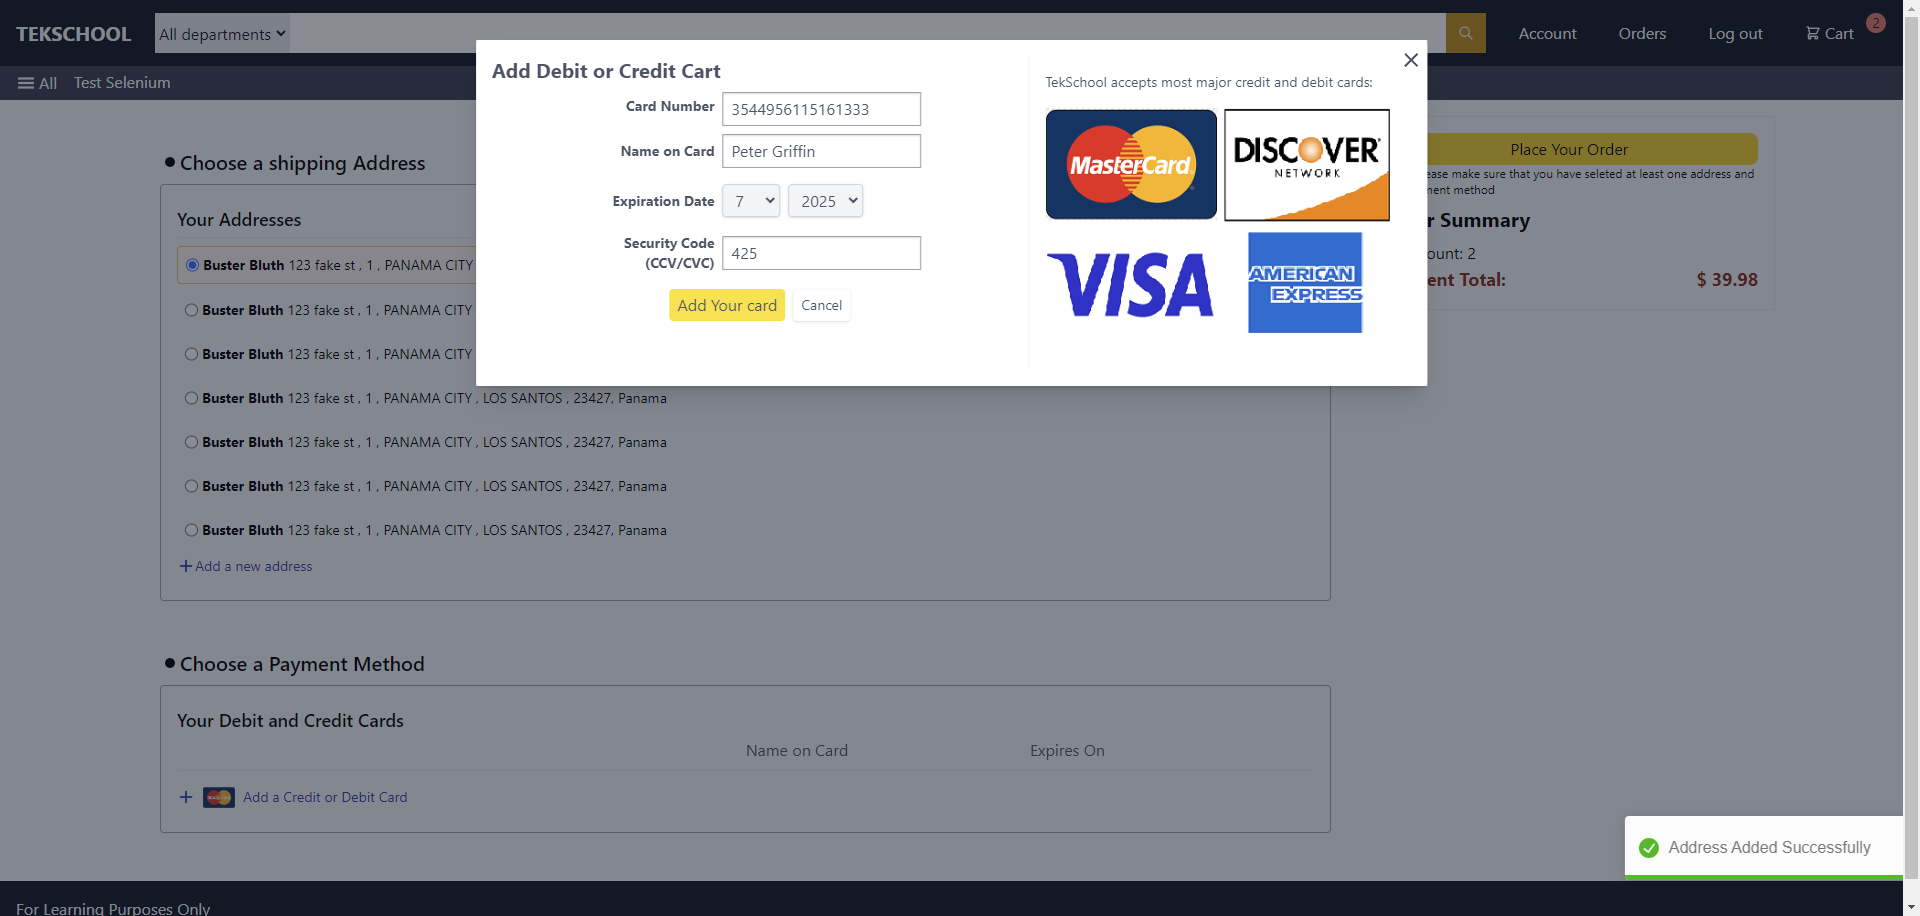 TEKSCHOOL
All departments
Account
Orders
Log out
Cart
2
All
Test Selenium
Add Debit or Credit Cart
Card Number
3544956115161333
Name on Card
Peter Griffin
Expiration Date
7
2025
Security Code
(CCV/CVC)
425
Add Your card
Cancel
TekSchool accepts most major credit and debit cards:
MasterCard
DISCOVER
NETWORK
VISA
AMERICAN
EXPRESS
Choose a shipping Address
Your Addresses
Buster Bluth 123 fake st , 1 , PANAMA CITY
Buster Bluth 123 fake st , 1 , PANAMA CITY
Buster Bluth 123 fake st , 1 , PANAMA CITY
Buster Bluth 123 fake st , 1 , PANAMA CITY , LOS SANTOS , 23427, Panama
Buster Bluth 123 fake st , 1 , PANAMA CITY , LOS SANTOS , 23427, Panama
Buster Bluth 123 fake st , 1 , PANAMA CITY , LOS SANTOS , 23427, Panama
Buster Bluth 123 fake st , 1 , PANAMA CITY , LOS SANTOS , 23427, Panama
Add a new address
Place Your Order
ease make sure that you have seleted at least one address and
ment method
r Summary
ount: 2
ent Total:
$ 39.98
Choose a Payment Method
Your Debit and Credit Cards
Name on Card
Expires On
Add a Credit or Debit Card
Address Added Successfully
For Learning Purposes Only